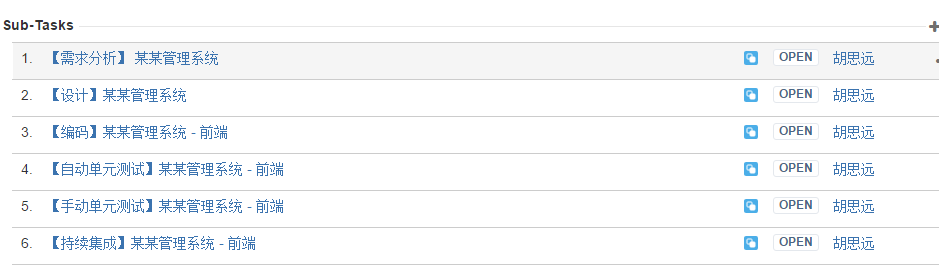 Sub-Tasks
1. 【需求分析】 某某管理系统 OPEN 胡思远
2. 【设计】某某管理系统 OPEN 胡思远
3. 【编码】某某管理系统 - 前端 OPEN 胡思远
4. 【自动单元测试】某某管理系统 - 前端 OPEN 胡思远
5. 【手动单元测试】某某管理系统 - 前端 OPEN 胡思远
6. 【持续集成】某某管理系统 - 前端 OPEN 胡思远